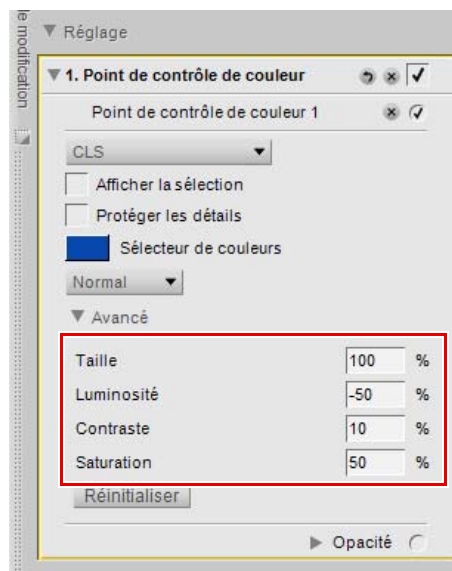 le modification
Réglage
1. Point de contrôle de couleur
Point de contrôle de couleur 1
CLS
Afficher la sélection
Protéger les détails
Sélecteur de couleurs
Normal
Avancé
Taille 100 %
Luminosité -50 %
Contraste 10 %
Saturation 50 %
Réinitialiser
Opacité